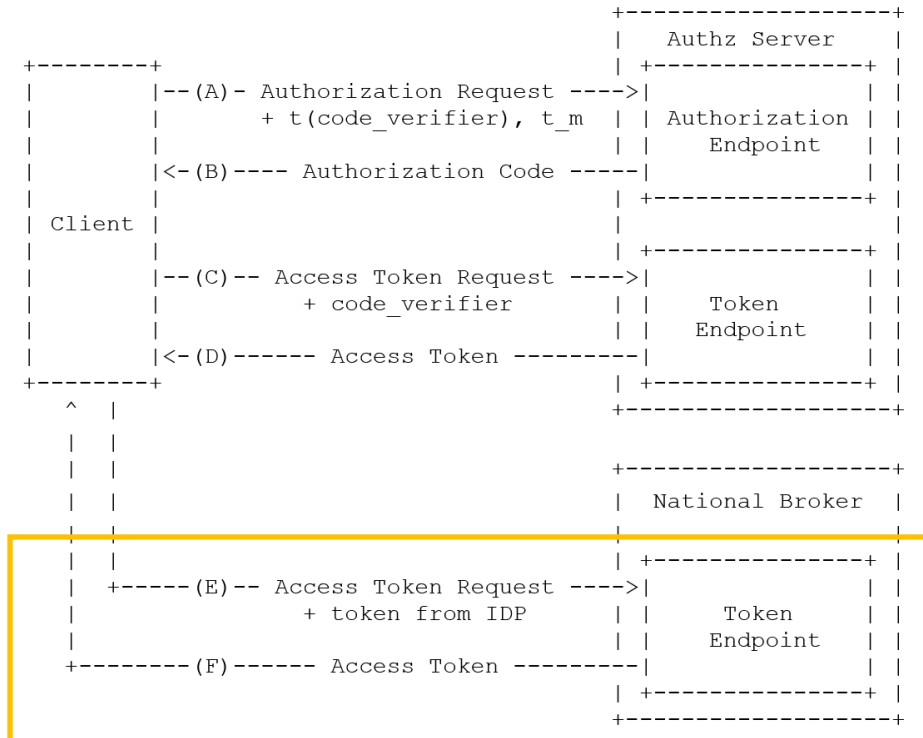 Authz Server
--(A)- Authorization Request ---->
+ t(code_verifier), t_m
Authorization
Endpoint
<-(B)---- Authorization Code -----
Client
--(C)-- Access Token Request ---->
+ code_verifier
Token
Endpoint
<-(D)------ Access Token ---------
National Broker
+-----(E)-- Access Token Request ---->
+ token from IDP
Token
Endpoint
+------(F)------ Access Token ---------